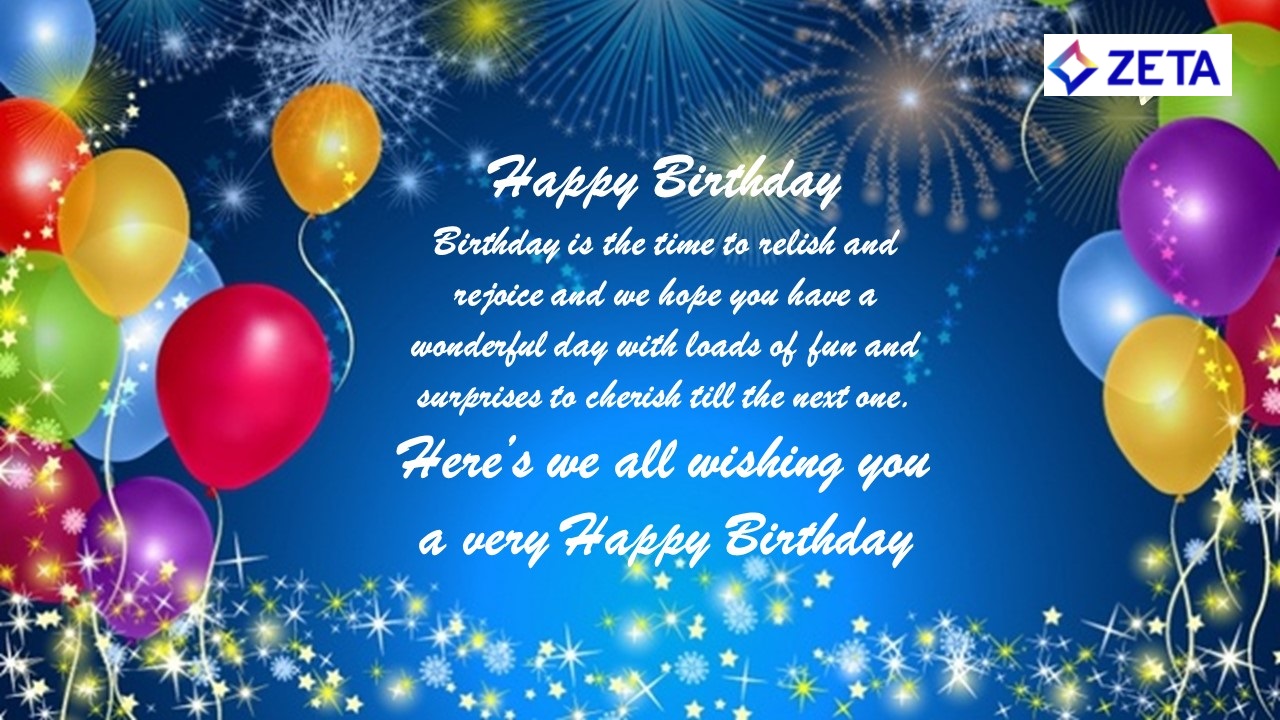 ZETA
Happy Birthday
Birthday is the time to relish and
rejoice and we hope you have a
wonderful day with loads of fun and
surprises to cherish till the next one.
Here's we all wishing you
a very Happy Birthday